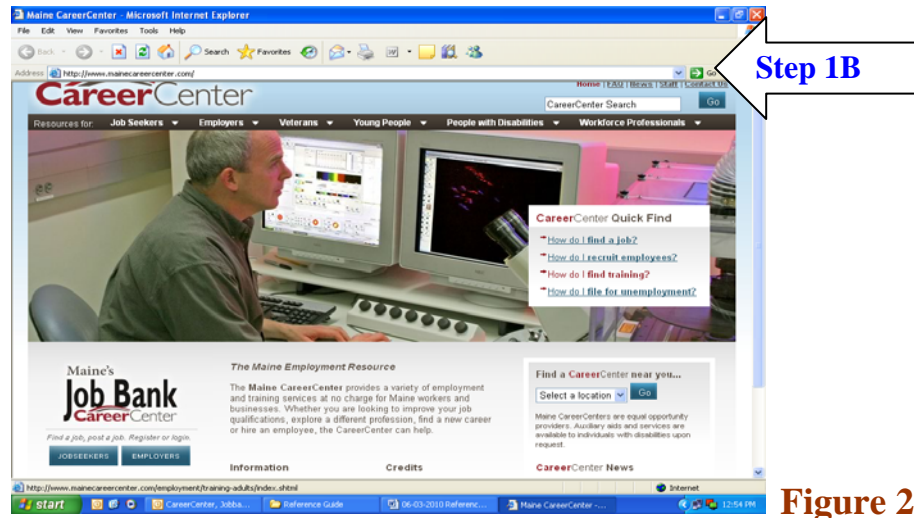 Maine CareerCenter - Microsoft Internet Explorer
File Edit View Favorites Tools Help
Back Search Favorites
Address http://www.mainecareercenter.com/ Go
Step 1B
Home | FAQ | News | Staff | Contact Us
CareerCenter
CareerCenter Search Go
Resources for: Job Seekers Employers Veterans Young People People with Disabilities Workforce Professionals
CareerCenter Quick Find
How do I find a job?
How do I recruit employees?
How do I find training?
How do I file for unemployment?
Maine's
Job Bank
CareerCenter
Find a job, post a job. Register or login.
JOBSEEKERS EMPLOYERS
The Maine Employment Resource
The Maine CareerCenter provides a variety of employment
and training services at no charge for Maine workers and
businesses. Whether you are looking to improve your job
qualifications, explore a different profession, find a new career
or hire an employee, the CareerCenter can help.
Information Credits
Find a CareerCenter near you...
Select a location Go
Maine CareerCenters are equal opportunity
providers. Auxiliary aids and services are
available to individuals with disabilities upon
request.
CareerCenter News
http://www.mainecareercenter.com/employment/training-adults/index.shtml Internet
start CareerCenter, Jobba... Reference Guide 06-03-2010 Referenc... Maine CareerCenter -... 12:54 PM
Figure 2